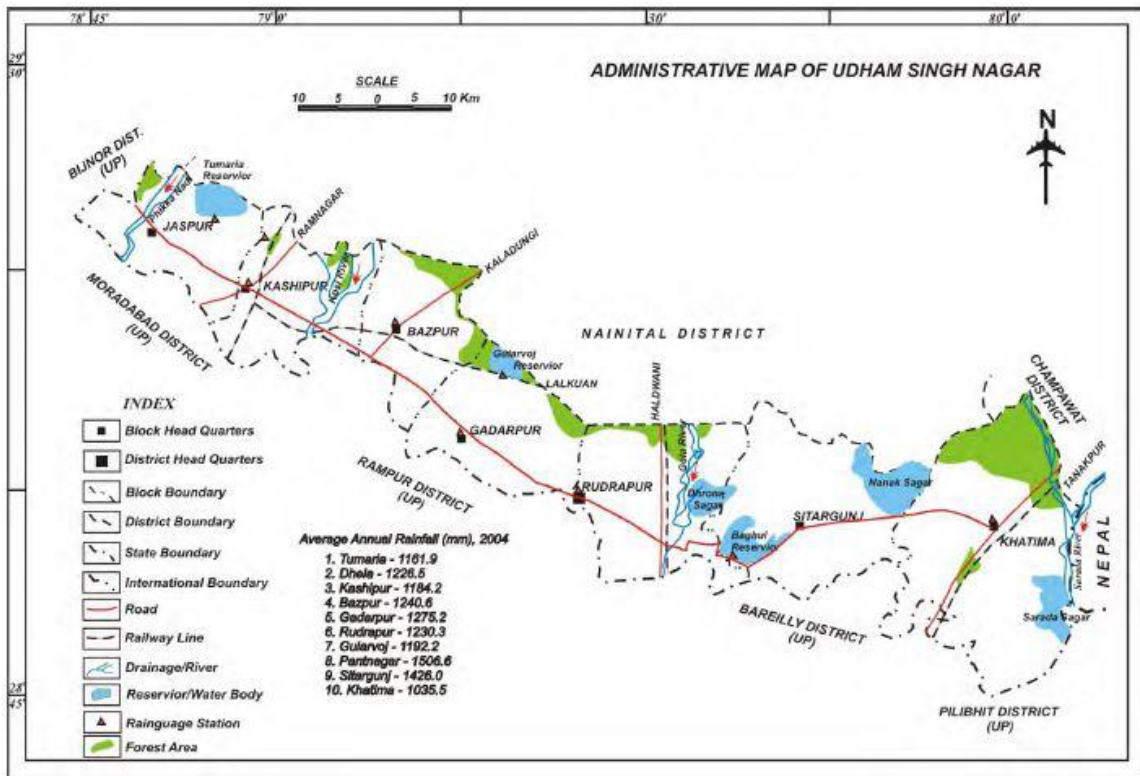 78° 45'
79° 0'
30'
80° 0'
29°
30'
ADMINISTRATIVE MAP OF UDHAM SINGH NAGAR
SCALE
10 5 0 5 10 Km
N
BIJNOR DIST.
(UP)
Tumaria
Reservior
Phikka Nadi
JASPUR
RAMNAGAR
KASHIPUR
Kosi River
KALADUNGI
MORADABAD DISTRICT
(UP)
BAZPUR
NAINITAL DISTRICT
Gularvoj
Reservior
LALKUAN
HALDWANI
CHAMPAWAT
DISTRICT
GADARPUR
Gola River
TANAKPUR
RAMPUR DISTRICT
(UP)
RUDRAPUR
Dhrona
Sagar
Nanak Sagar
SITARGUNJ
Baghul
Reservior
KHATIMA
Sarada River
NEPAL
BAREILLY DISTRICT
(UP)
Sarada Sagar
PILIBHIT DISTRICT
(UP)
INDEX
Block Head Quarters
District Head Quarters
Block Boundary
District Boundary
State Boundary
International Boundary
Road
Railway Line
Drainage/River
Reservior/Water Body
Rainguage Station
Forest Area
Average Annual Rainfall (mm), 2004
1. Tumaria - 1161.9
2. Dhela - 1226.5
3. Kashipur - 1184.2
4. Bazpur - 1240.6
5. Gadarpur - 1275.2
6. Rudrapur - 1230.3
7. Gularvoj - 1192.2
8. Pantnagar - 1506.6
9. Sitargunj - 1426.0
10. Khatima - 1035.5
28°
45'